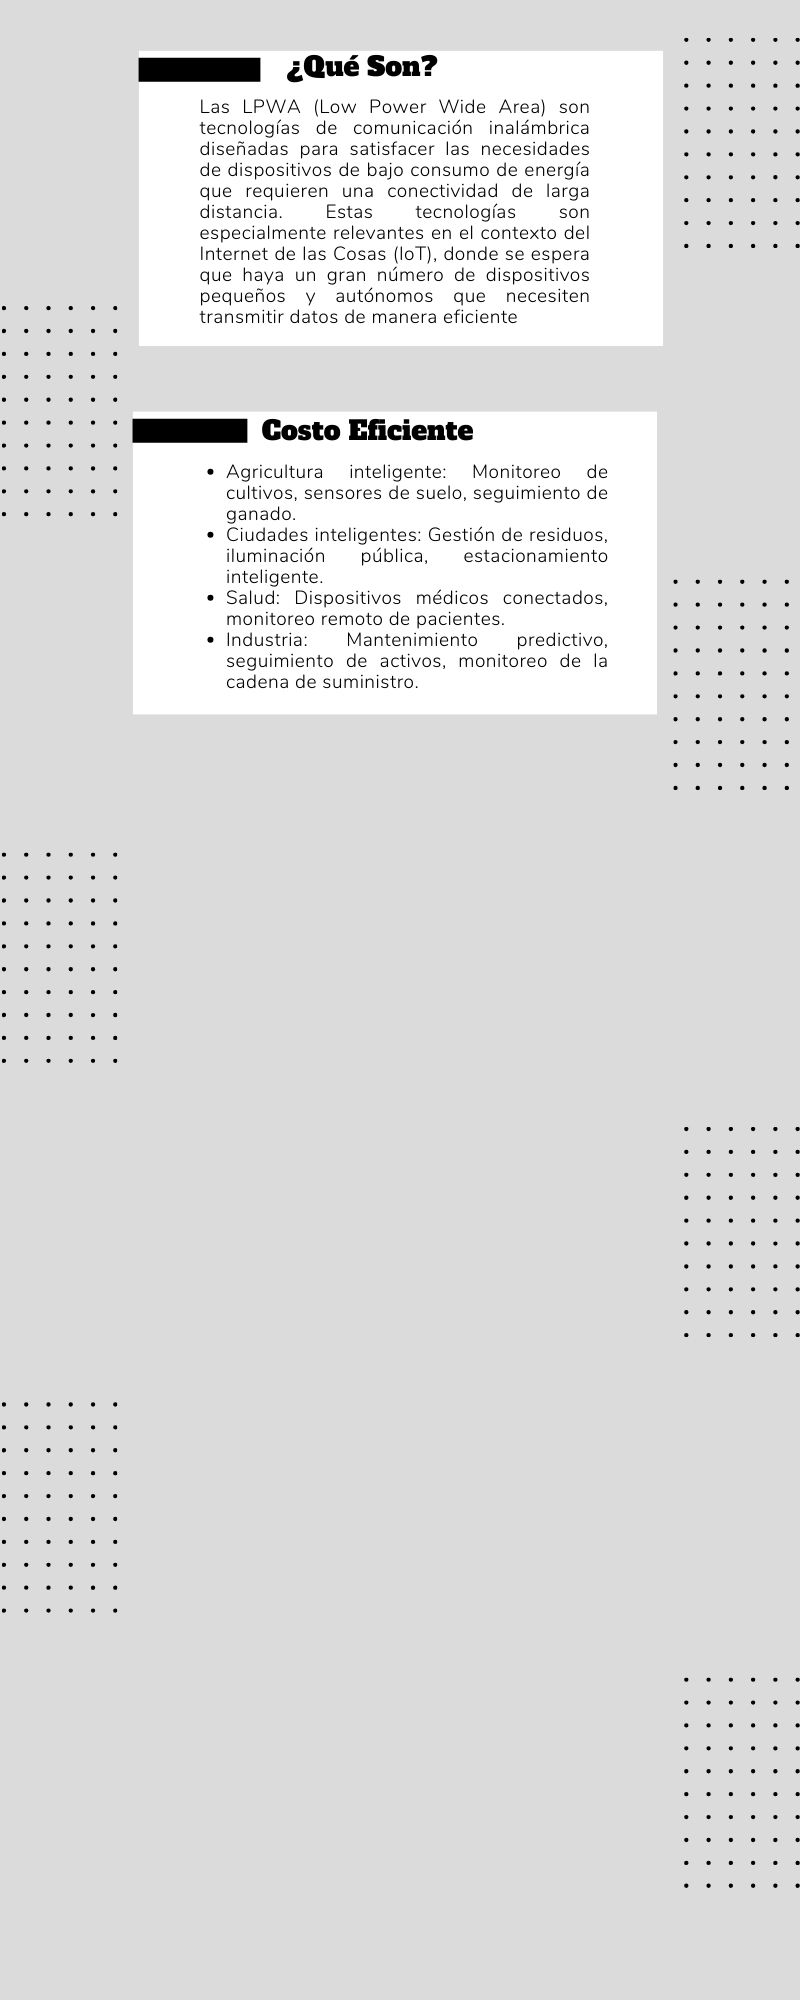 ¿Qué Son?
Las LPWA (Low Power Wide Area) son
tecnologías de comunicación inalámbrica
diseñadas para satisfacer las necesidades
de dispositivos de bajo consumo de energía
que requieren una conectividad de larga
distancia. Estas tecnologías son
especialmente relevantes en el contexto del
Internet de las Cosas (IoT), donde se espera
que haya un gran número de dispositivos
pequeños y autónomos que necesiten
transmitir datos de manera eficiente
Costo Eficiente
• Agricultura inteligente: Monitoreo de
cultivos, sensores de suelo, seguimiento de
ganado.
• Ciudades inteligentes: Gestión de residuos,
iluminación pública, estacionamiento
inteligente.
• Salud: Dispositivos médicos conectados,
monitoreo remoto de pacientes.
• Industria: Mantenimiento predictivo,
seguimiento de activos, monitoreo de la
cadena de suministro.